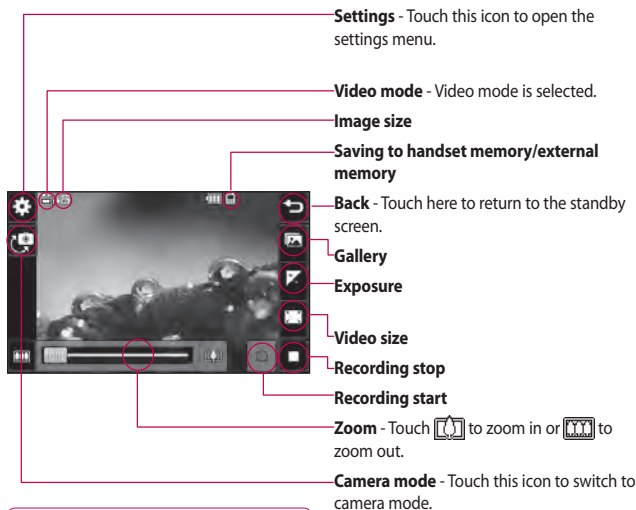 Settings - Touch this icon to open the
settings menu.
Video mode - Video mode is selected.
Image size
Saving to handset memory/external
memory
Back - Touch here to return to the standby
screen.
Gallery
Exposure
Video size
Recording stop
Recording start
Zoom - Touch to zoom in or to
zoom out.
Camera mode - Touch this icon to switch to
camera mode.